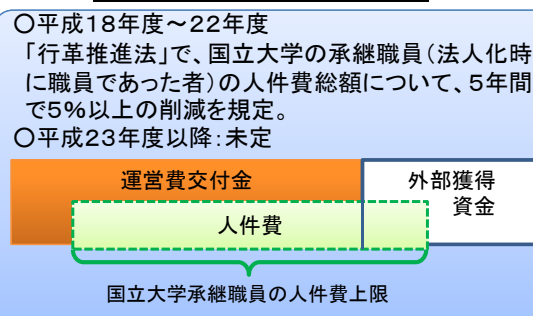 ○平成18年度～22年度
「行革推進法」で、国立大学の承継職員(法人化時
に職員であった者)の人件費総額について、5年間
で5%以上の削減を規定。
○平成23年度以降：未定
運営費交付金
外部獲得
資金
人件費
国立大学承継職員の人件費上限